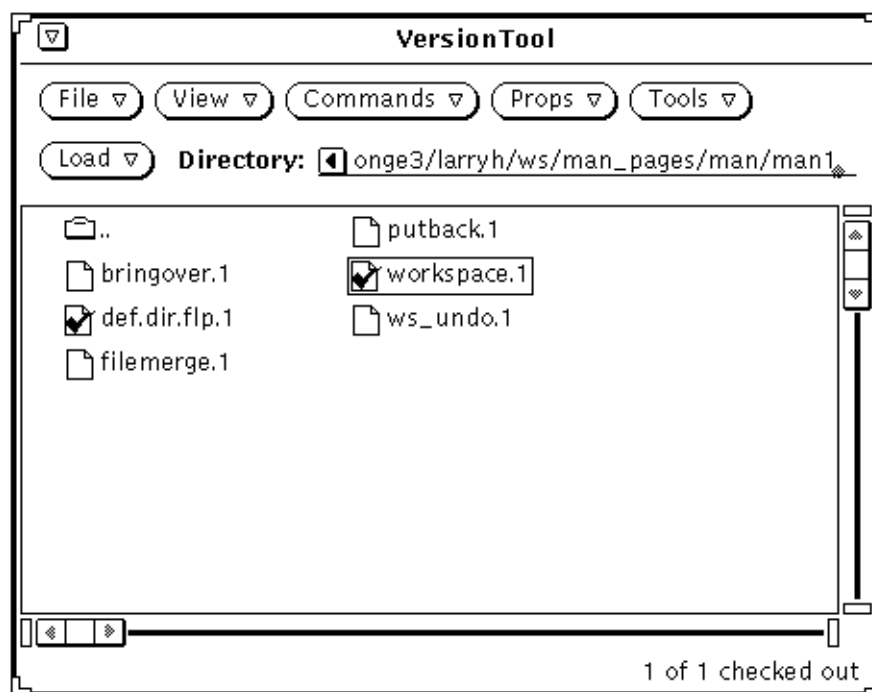 VersionTool
File View Commands Props Tools
Load Directory: onge3/larryh/ws/man_pages/man/man1
..
putback.1
bringover.1
workspace.1
def.dir.flp.1
ws_undo.1
filemerge.1
1 of 1 checked out